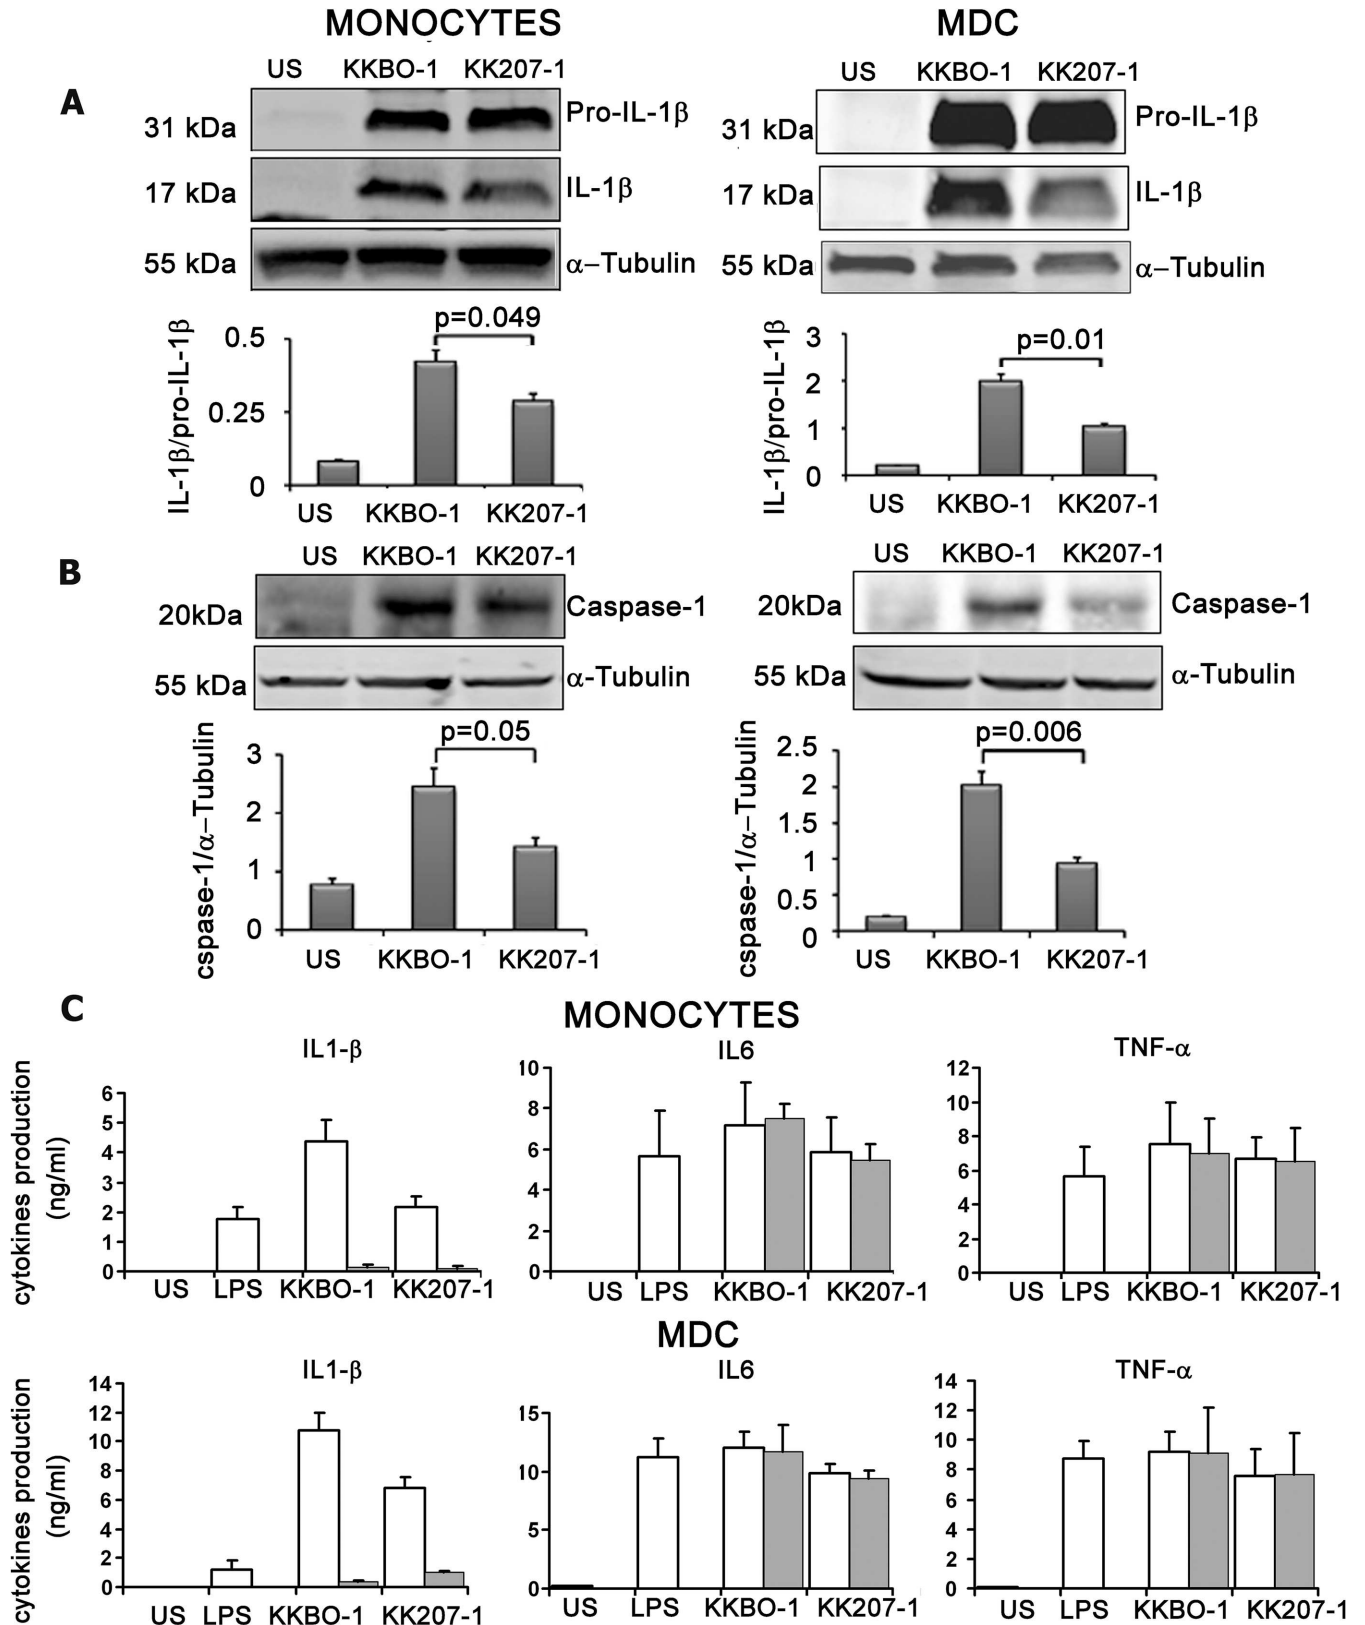 MONOCYTES MDC
A
US KKBO-1 KK207-1 US KKBO-1 KK207-1
31 kDa Pro-IL-1β 31 kDa Pro-IL-1β
17 kDa IL-1β 17 kDa IL-1β
55 kDa α–Tubulin 55 kDa α–Tubulin
IL-1β/pro-IL-1β
p=0.049
0.5
0.25
0
US KKBO-1 KK207-1
IL-1β/pro-IL-1β
p=0.01
3
2
1
0
US KKBO-1 KK207-1
B
US KKBO-1 KK207-1 US KKBO-1 KK207-1
20kDa Caspase-1 20kDa Caspase-1
55 kDa α-Tubulin 55 kDa α-Tubulin
cspase-1/α–Tubulin
p=0.05
3
2
1
0
US KKBO-1 KK207-1
cspase-1/α–Tubulin
p=0.006
2.5
2
1.5
1
0.5
0
US KKBO-1 KK207-1
C
MONOCYTES
cytokines production
(ng/ml)
IL1-β
6
5
4
3
2
1
0
US LPS KKBO-1 KK207-1
IL6
10
8
6
4
2
0
US LPS KKBO-1 KK207-1
TNF-α
12
10
8
6
4
2
0
US LPS KKBO-1 KK207-1
MDC
cytokines production
(ng/ml)
IL1-β
14
12
10
8
6
4
2
0
US LPS KKBO-1 KK207-1
IL6
15
10
5
0
US LPS KKBO-1 KK207-1
TNF-α
14
12
10
8
6
4
2
0
US LPS KKBO-1 KK207-1